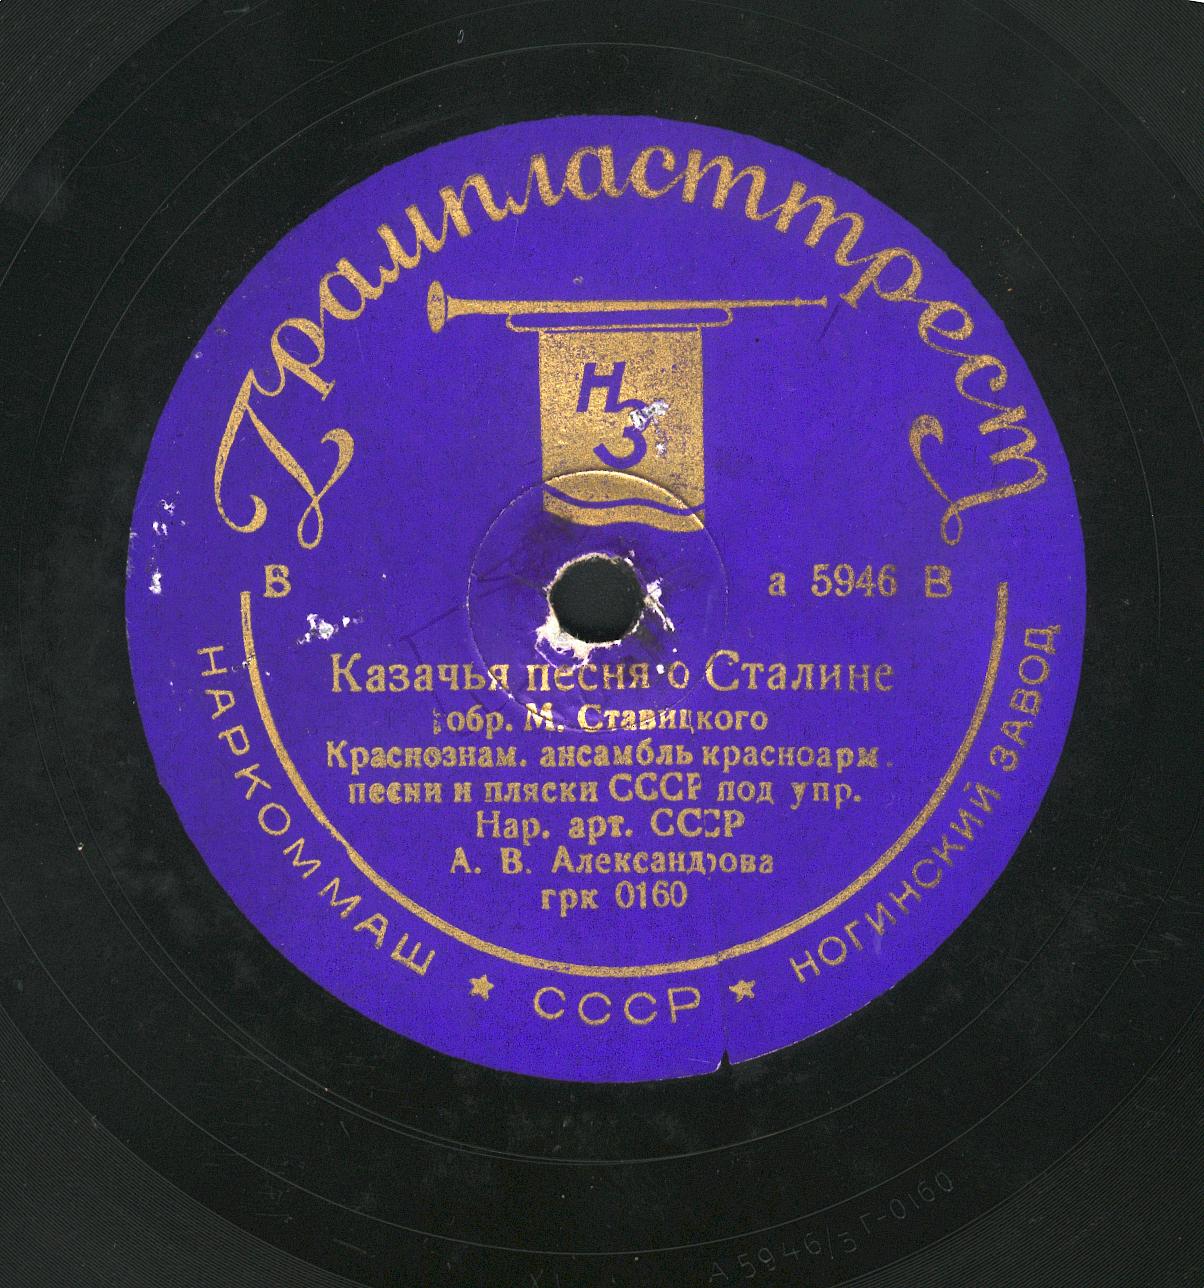 Грампласттрест
НЗ
В
а 5946 В
Казачья песня о Сталине
обр. М. Ставицкого
Краснознам. ансамбль красноарм.
песни и пляски СССР под упр.
Нар. арт. СССР
А. В. Александрова
грк 0160
НАРКОММАШ ★ СССР ★ НОГИНСКИЙ ЗАВОД
А 5946/3 Г-0160